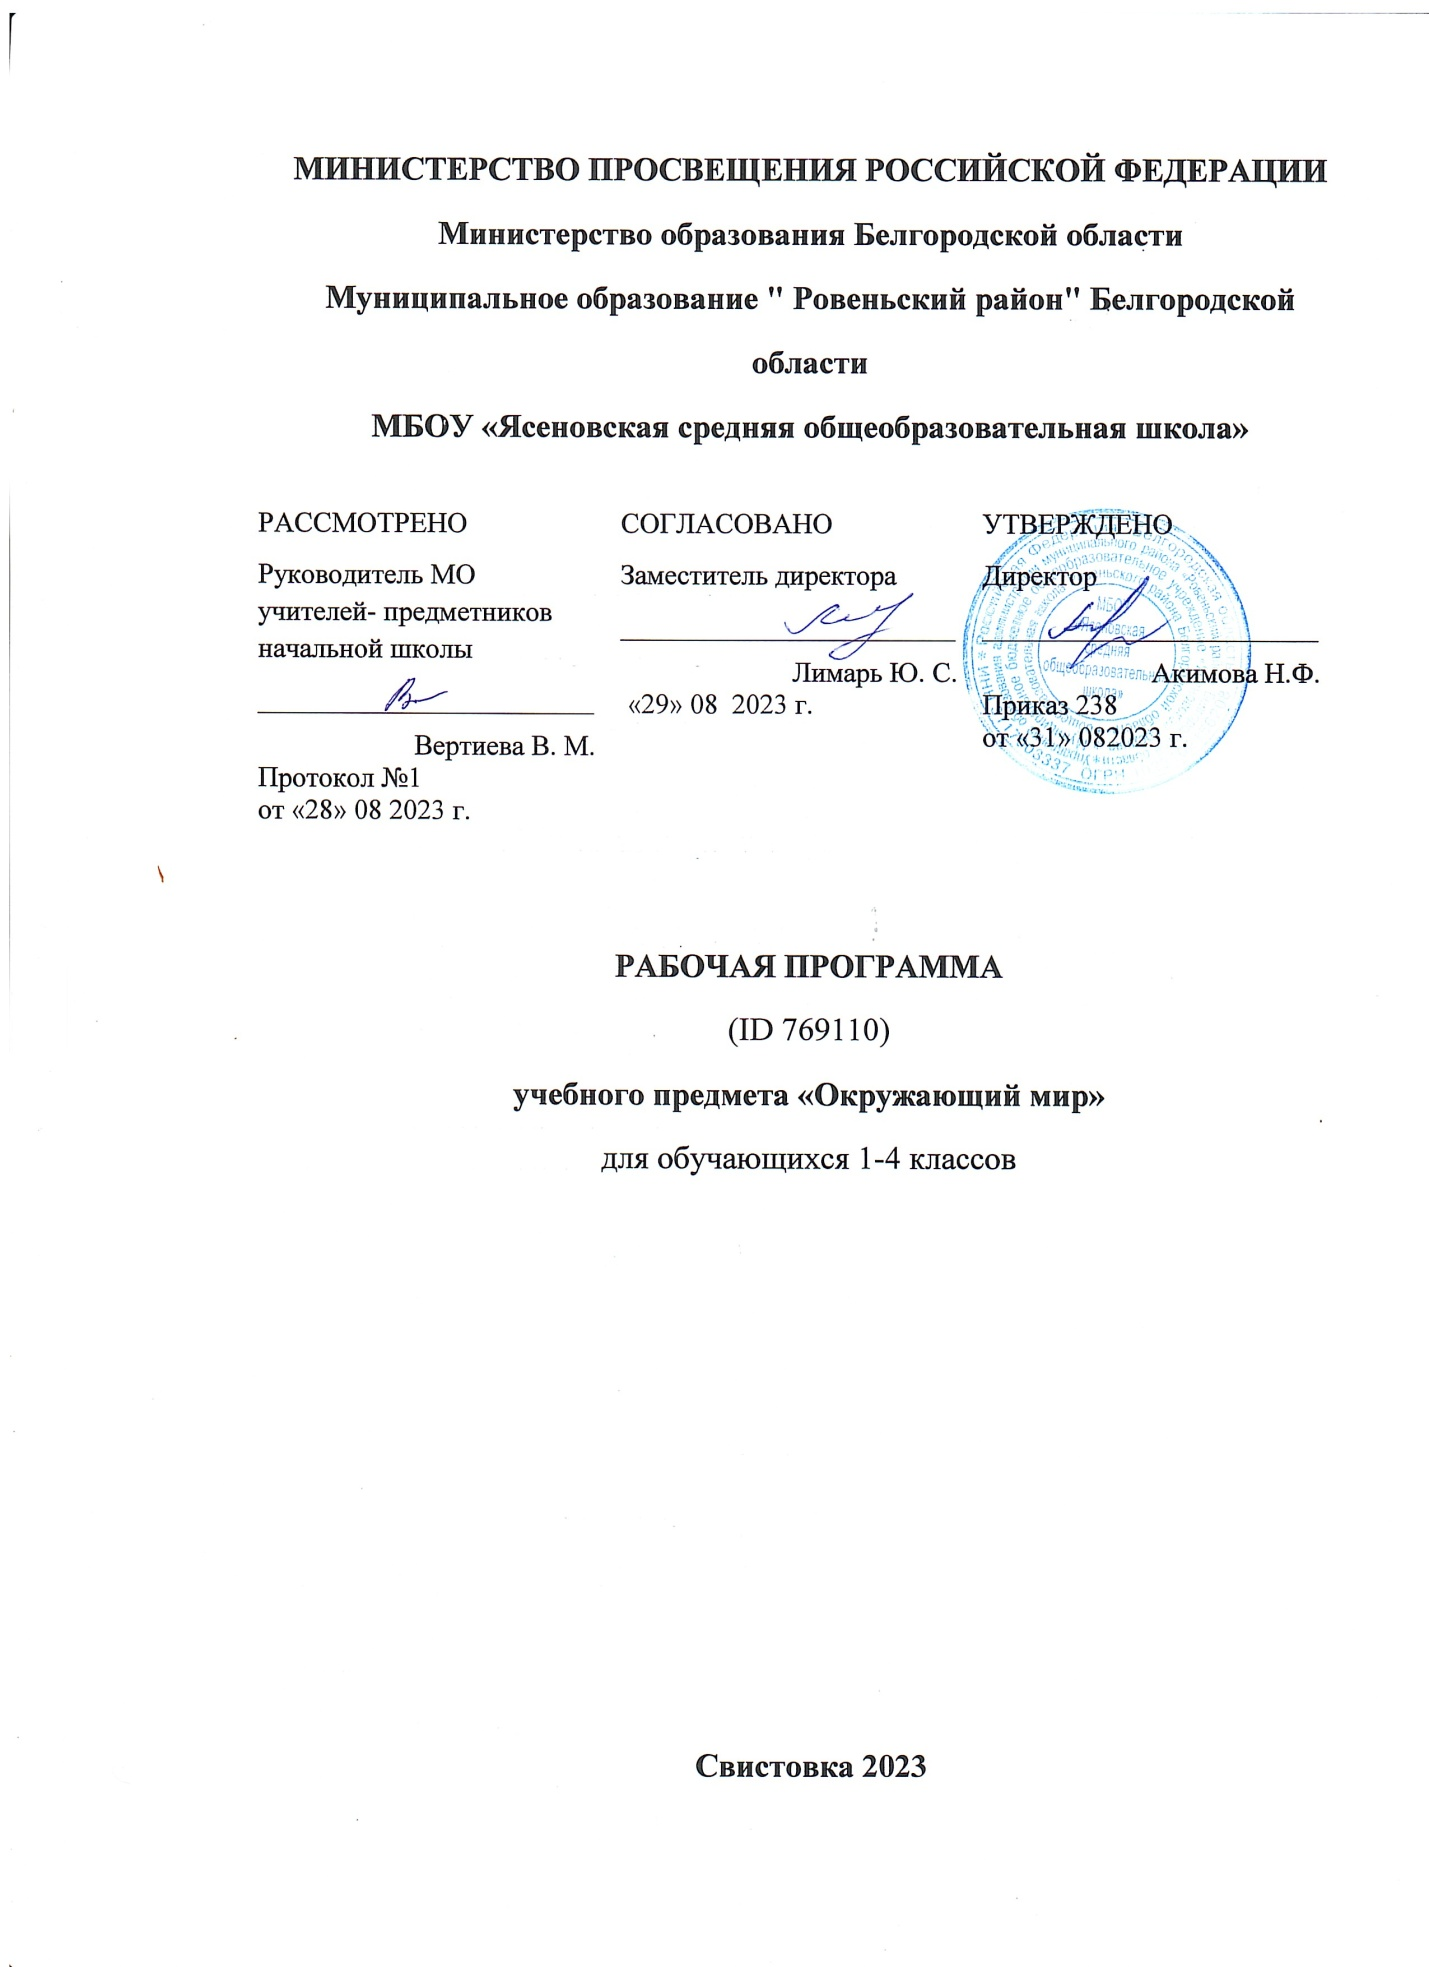 МИНИСТЕРСТВО ПРОСВЕЩЕНИЯ РОССИЙСКОЙ ФЕДЕРАЦИИ
Министерство образования Белгородской области
Муниципальное образование " Ровеньский район" Белгородской
области
МБОУ «Ясеновская средняя общеобразовательная школа»
РАССМОТРЕНО
Руководитель МО
учителей- предметников
начальной школы
Вертиева В. М.
Протокол №1
от «28» 08 2023 г.
СОГЛАСОВАНО
Заместитель директора
Лимарь Ю. С.
«29» 08 2023 г.
УТВЕРЖДЕНО
Директор
Акимова Н.Ф.
Приказ 238
от «31» 082023 г.
средняя
РАБОЧАЯ ПРОГРАММА
(ID 769110)
учебного предмета «Окружающий мир»
для обучающихся 1-4 классов
Свистовка 2023